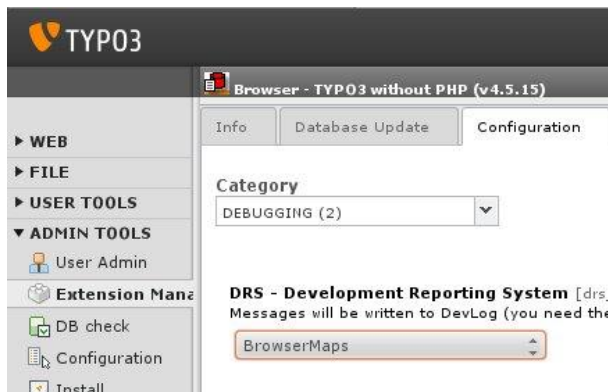 TYPO3
Browser - TYPO3 without PHP (v4.5.15)
Info
Database Update
Configuration
WEB
FILE
USER TOOLS
ADMIN TOOLS
User Admin
Extension Mana
DB check
Configuration
Install
Category
DEBUGGING (2)
DRS - Development Reporting System [drs_
Messages will be written to DevLog (you need the
BrowserMaps